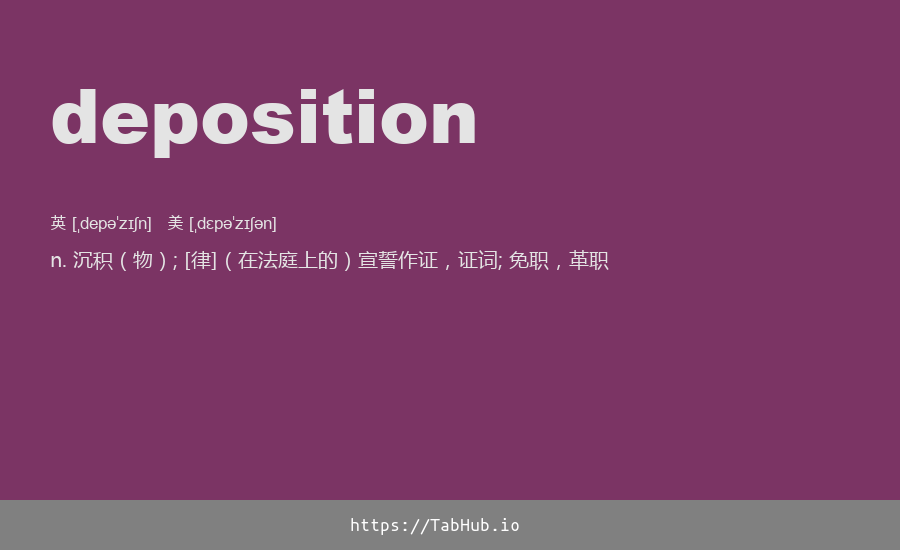 deposition
英 [ˌdepəˈzɪʃn] 美 [ˌdɛpəˈzɪʃən]
n. 沉积（物）; [律]（在法庭上的）宣誓作证，证词; 免职，革职
https://TabHub.io